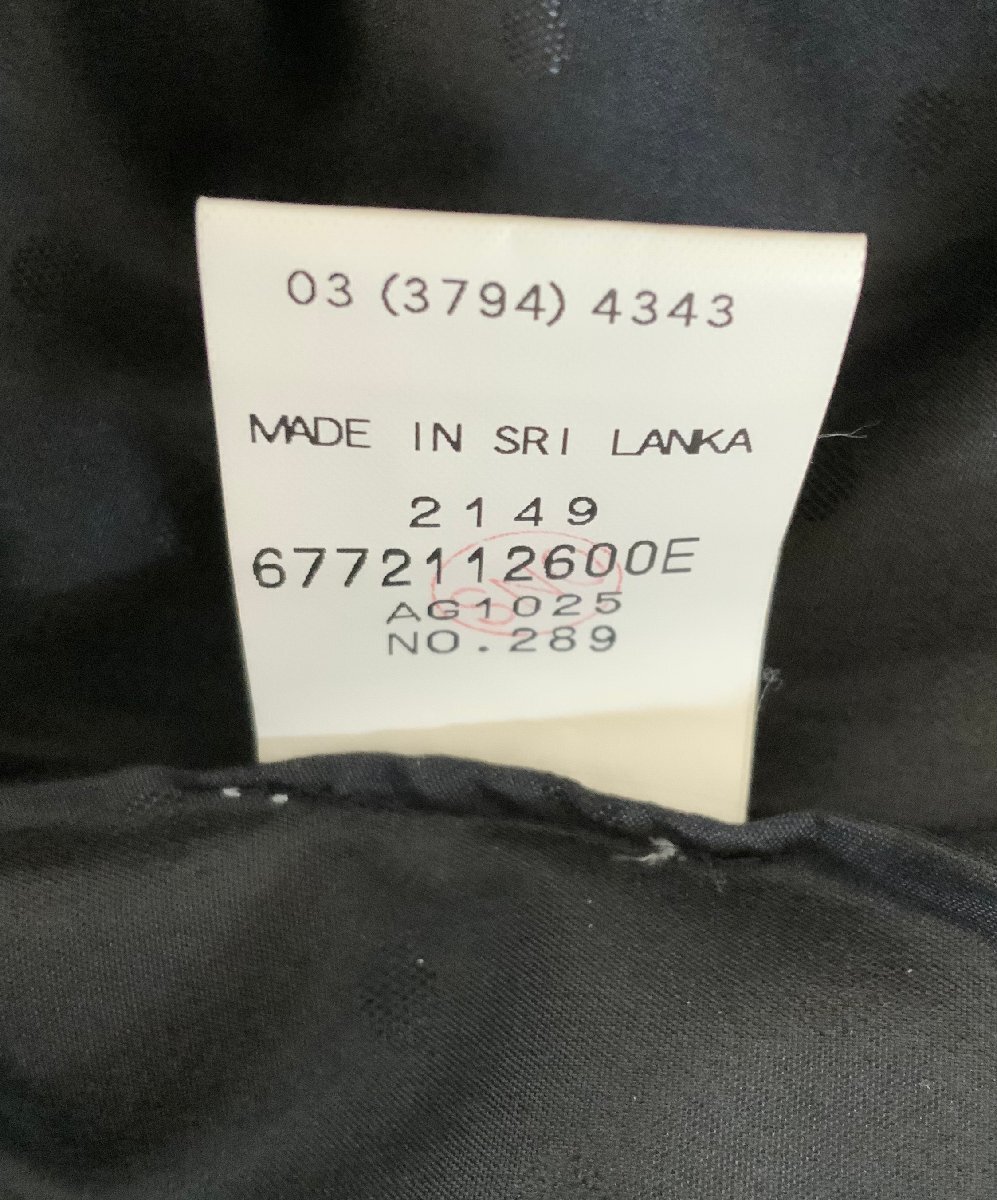 03 (3794) 4343
MADE IN SRI LANKA
2149
6772112600E
AG1025
NO.289